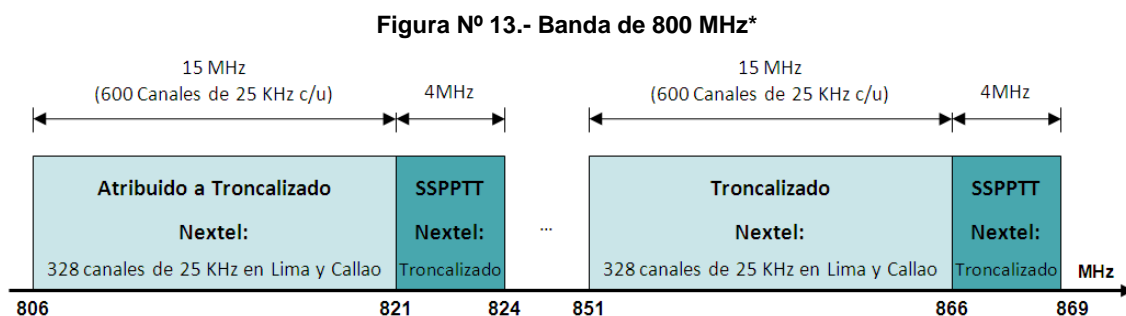 Figura Nº 13.- Banda de 800 MHz*
15 MHz
(600 Canales de 25 KHz c/u)
4MHz
15 MHz
(600 Canales de 25 KHz c/u)
4MHz
Atribuido a Troncalizado
Nextel:
328 canales de 25 KHz en Lima y Callao
SSPPTT
Nextel:
Troncalizado
...
Troncalizado
Nextel:
328 canales de 25 KHz en Lima y Callao
SSPPTT
Nextel:
Troncalizado
MHz
806
821
824
851
866
869